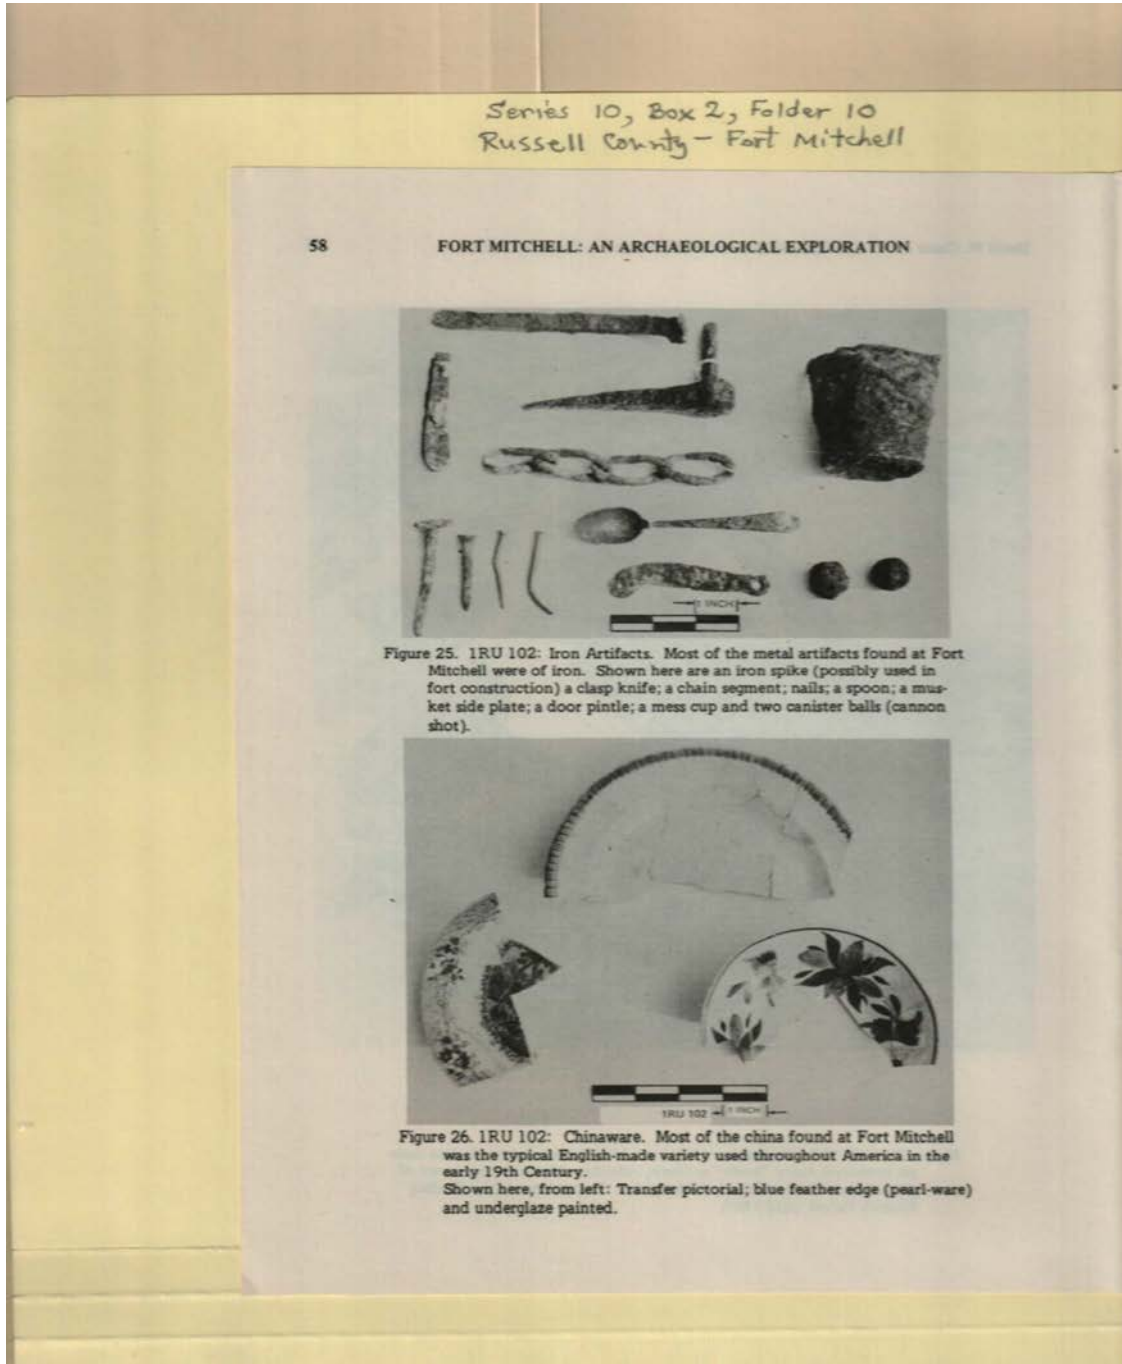 Series 10, Box 2, Folder 10
Russell County - Fort Mitchell
58 FORT MITCHELL: AN ARCHAEOLOGICAL EXPLORATION
1 INCH
Figure 25. 1RU 102: Iron Artifacts. Most of the metal artifacts found at Fort
Mitchell were of iron. Shown here are an iron spike (possibly used in
fort construction) a clasp knife; a chain segment; nails; a spoon; a mus-
ket side plate; a door pintle; a mess cup and two canister balls (cannon
shot).
1RU 102 1 INCH
Figure 26. 1RU 102: Chinaware. Most of the china found at Fort Mitchell
was the typical English-made variety used throughout America in the
early 19th Century.
Shown here, from left: Transfer pictorial; blue feather edge (pearl-ware)
and underglaze painted.